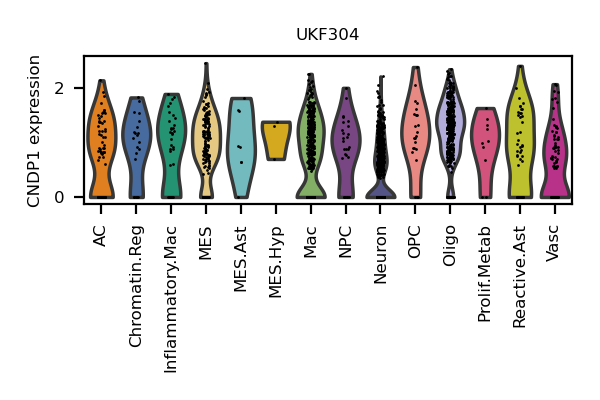 UKF304
CNDP1 expression
2
0
AC
Chromatin.Reg
Inflammatory.Mac
MES
MES.Ast
MES.Hyp
Mac
NPC
Neuron
OPC
Oligo
Prolif.Metab
Reactive.Ast
Vasc